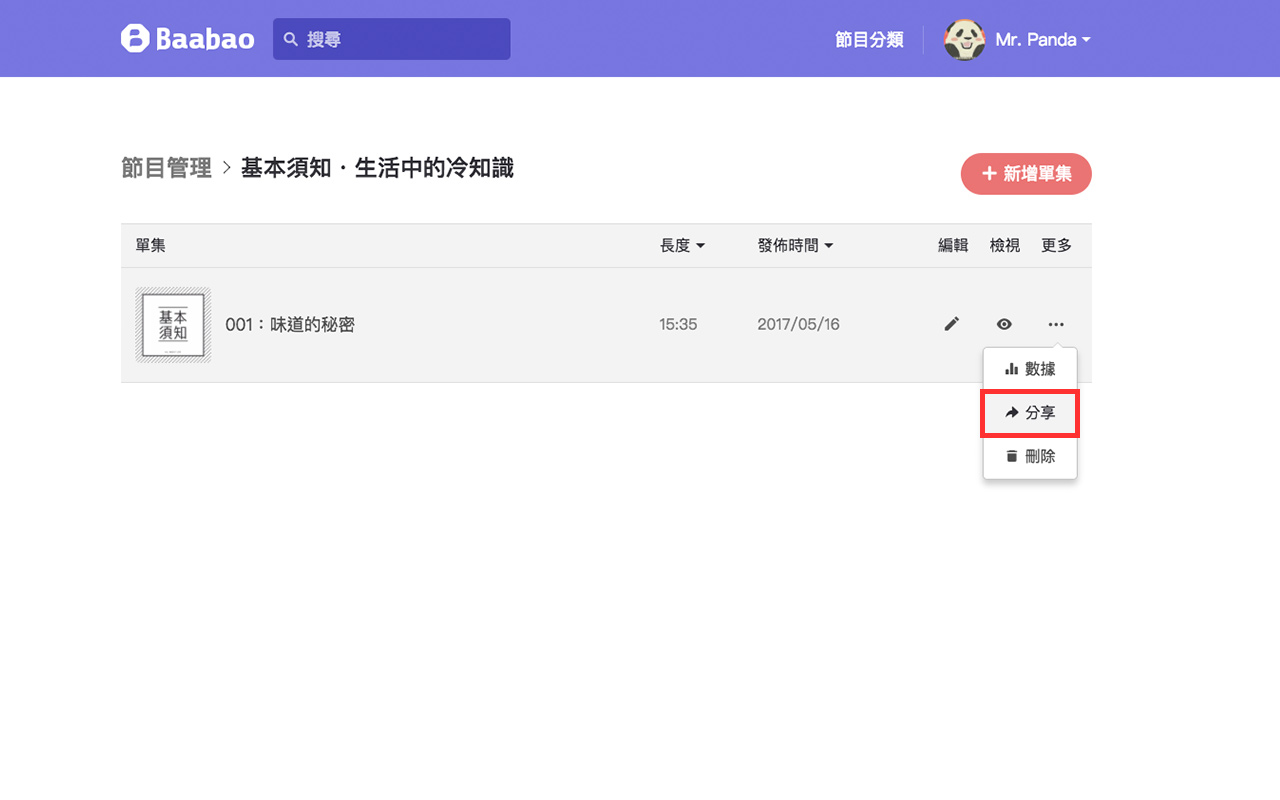 Baabao 搜尋 節目分類 Mr. Panda
節目管理 > 基本須知・生活中的冷知識
+ 新增單集
單集 長度 發佈時間 編輯 檢視 更多
基本
須知
001：味道的秘密 15:35 2017/05/16
數據
分享
刪除